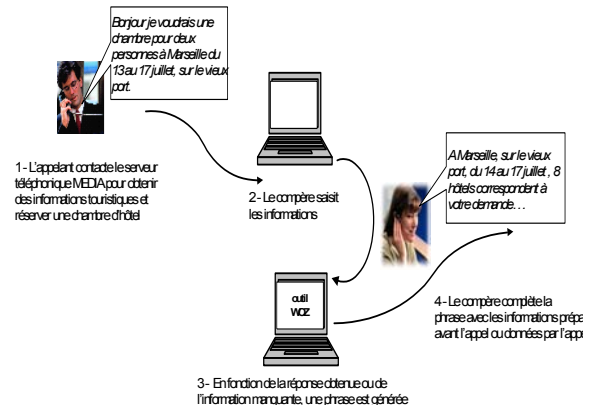 Bonjour je voudrais une
chambre pour deux
personnes à Marseille du
13 au 17 juillet, sur le vieux
port.
1 - L'appelant contacte le serveur
téléphonique MEDIA pour obtenir
des informations touristiques et
réserver une chambre d'hôtel
2 - Le compère saisit
les informations
A Marseille, sur le vieux
port, du 14 au 17 juillet, 8
hôtels correspondent à
votre demande…
outil
WOZ
4 - Le compère complète la
phrase avec les informations prépa
avant l'appel ou données par l'appe
3 - En fonction de la réponse obtenue ou de
l'information manquante, une phrase est générée